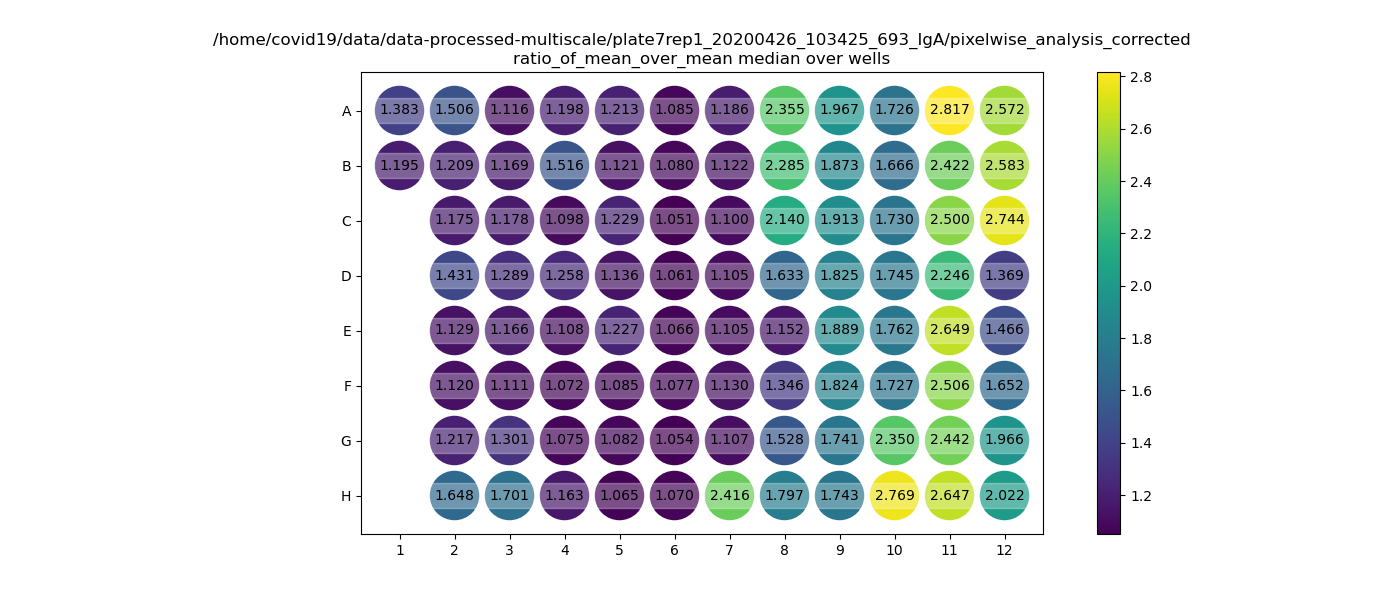 /home/covid19/data/data-processed-multiscale/plate7rep1_20200426_103425_693_IgA/pixelwise_analysis_corrected
ratio_of_mean_over_mean median over wells
A 1.383 1.506 1.116 1.198 1.213 1.085 1.186 2.355 1.967 1.726 2.817 2.572
B 1.195 1.209 1.169 1.516 1.121 1.080 1.122 2.285 1.873 1.666 2.422 2.583
C 1.175 1.178 1.098 1.229 1.051 1.100 2.140 1.913 1.730 2.500 2.744
D 1.431 1.289 1.258 1.136 1.061 1.105 1.633 1.825 1.745 2.246 1.369
E 1.129 1.166 1.108 1.227 1.066 1.105 1.152 1.889 1.762 2.649 1.466
F 1.120 1.111 1.072 1.085 1.077 1.130 1.346 1.824 1.727 2.506 1.652
G 1.217 1.301 1.075 1.082 1.054 1.107 1.528 1.741 2.350 2.442 1.966
H 1.648 1.701 1.163 1.065 1.070 2.416 1.797 1.743 2.769 2.647 2.022
1 2 3 4 5 6 7 8 9 10 11 12
2.8
2.6
2.4
2.2
2.0
1.8
1.6
1.4
1.2